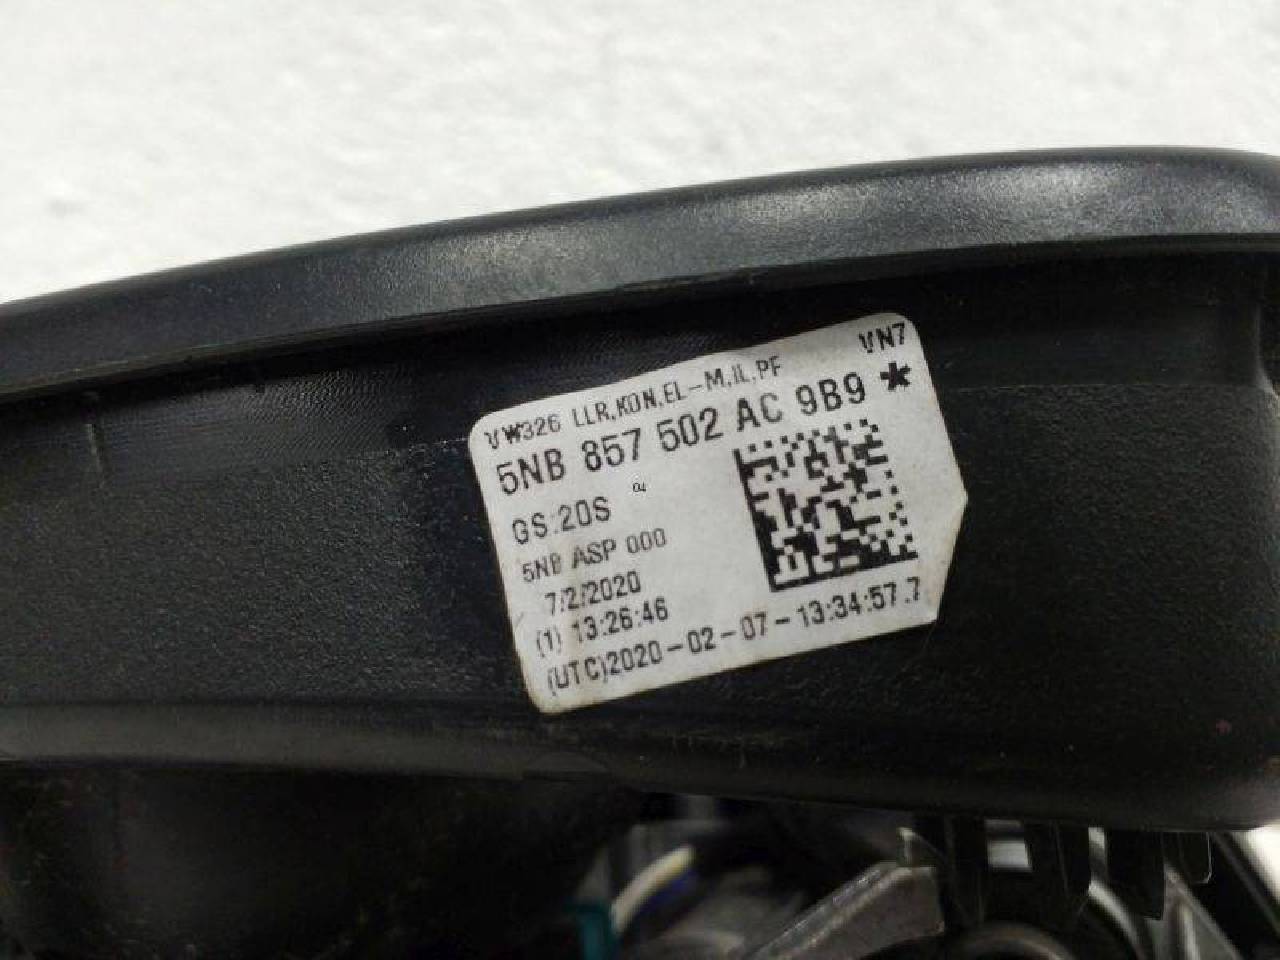 VN7
VW326 LLR.KON.EL-M.IL.PF
5NB 857 502 AC 9B9 *
GS:20S
5NB ASP 000
7/2/2020
(1) 13:26:46
(UTC)2020-02-07-13:34:57.7